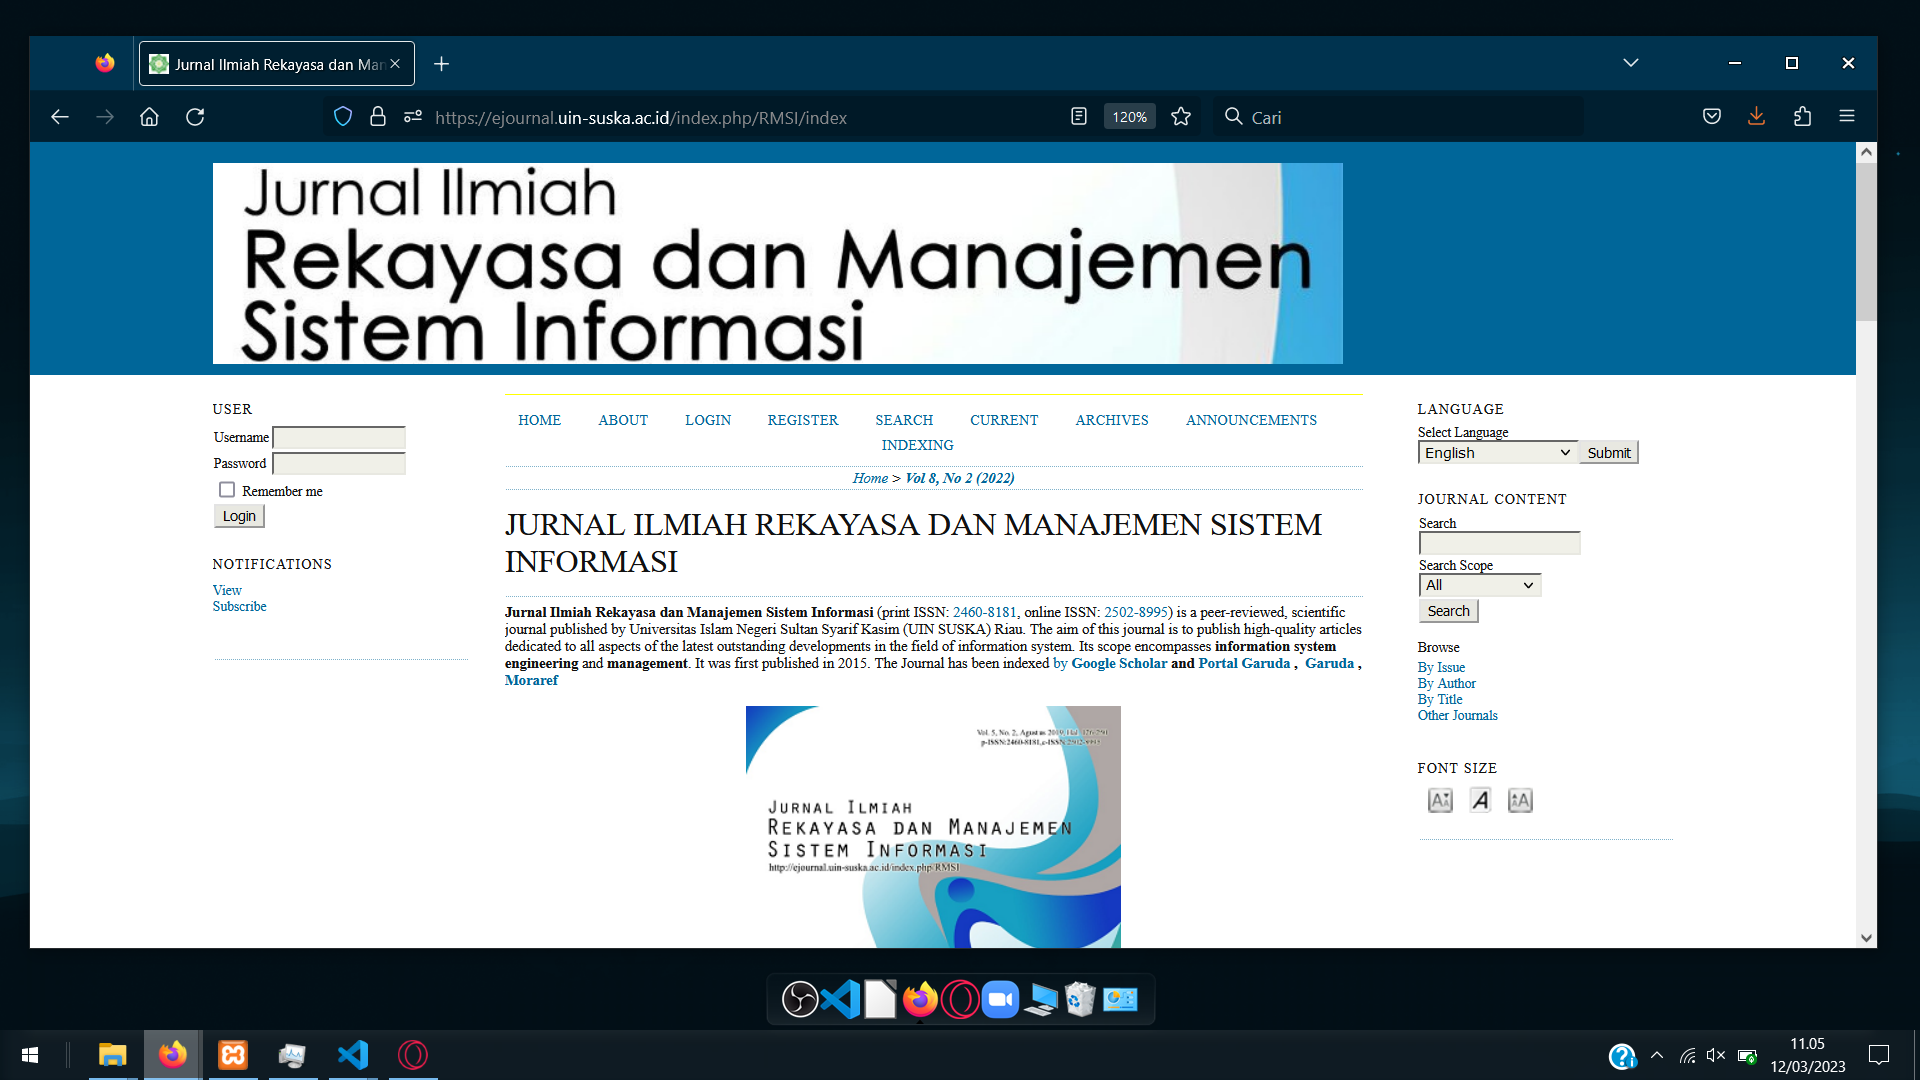 Jurnal Ilmiah Rekayasa dan Man
https://ejournal.uin-suska.ac.id/index.php/RMSI/index
120%
Cari
Jurnal Ilmiah
Rekayasa dan Manajemen
Sistem Informasi
USER
Username
Password
Remember me
Login
NOTIFICATIONS
View
Subscribe
HOME ABOUT LOGIN REGISTER SEARCH CURRENT ARCHIVES ANNOUNCEMENTS
INDEXING
Home > Vol 8, No 2 (2022)
JURNAL ILMIAH REKAYASA DAN MANAJEMEN SISTEM
INFORMASI
Jurnal Ilmiah Rekayasa dan Manajemen Sistem Informasi (print ISSN: 2460-8181, online ISSN: 2502-8995) is a peer-reviewed, scientific
journal published by Universitas Islam Negeri Sultan Syarif Kasim (UIN SUSKA) Riau. The aim of this journal is to publish high-quality articles
dedicated to all aspects of the latest outstanding developments in the field of information system. Its scope encompasses information system
engineering and management. It was first published in 2015. The Journal has been indexed by Google Scholar and Portal Garuda , Garuda ,
Moraref
Vol. 5, No. 2, Agustus 2019, Hal.
p-ISSN:2460-8181,e-ISSN:2502-8995
JURNAL ILMIAH
REKAYASA DAN MANAJEMEN
SISTEM INFORMASI
http://ejournal.uin-suska.ac.id/index.php/RMSI
LANGUAGE
Select Language
English
Submit
JOURNAL CONTENT
Search
Search Scope
All
Search
Browse
By Issue
By Author
By Title
Other Journals
FONT SIZE
11.05
12/03/2023